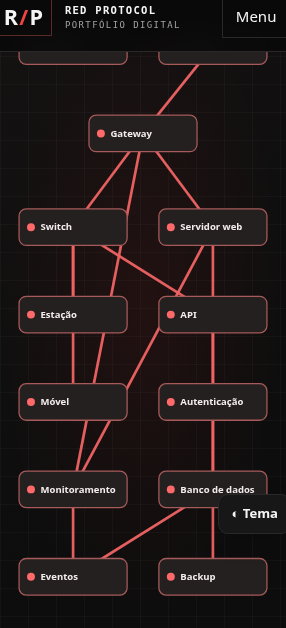 R/P
RED PROTOCOL
PORTFÓLIO DIGITAL
Menu
Gateway
Switch
Servidor web
Estação
API
Móvel
Autenticação
Monitoramento
Banco de dados
Tema
Eventos
Backup